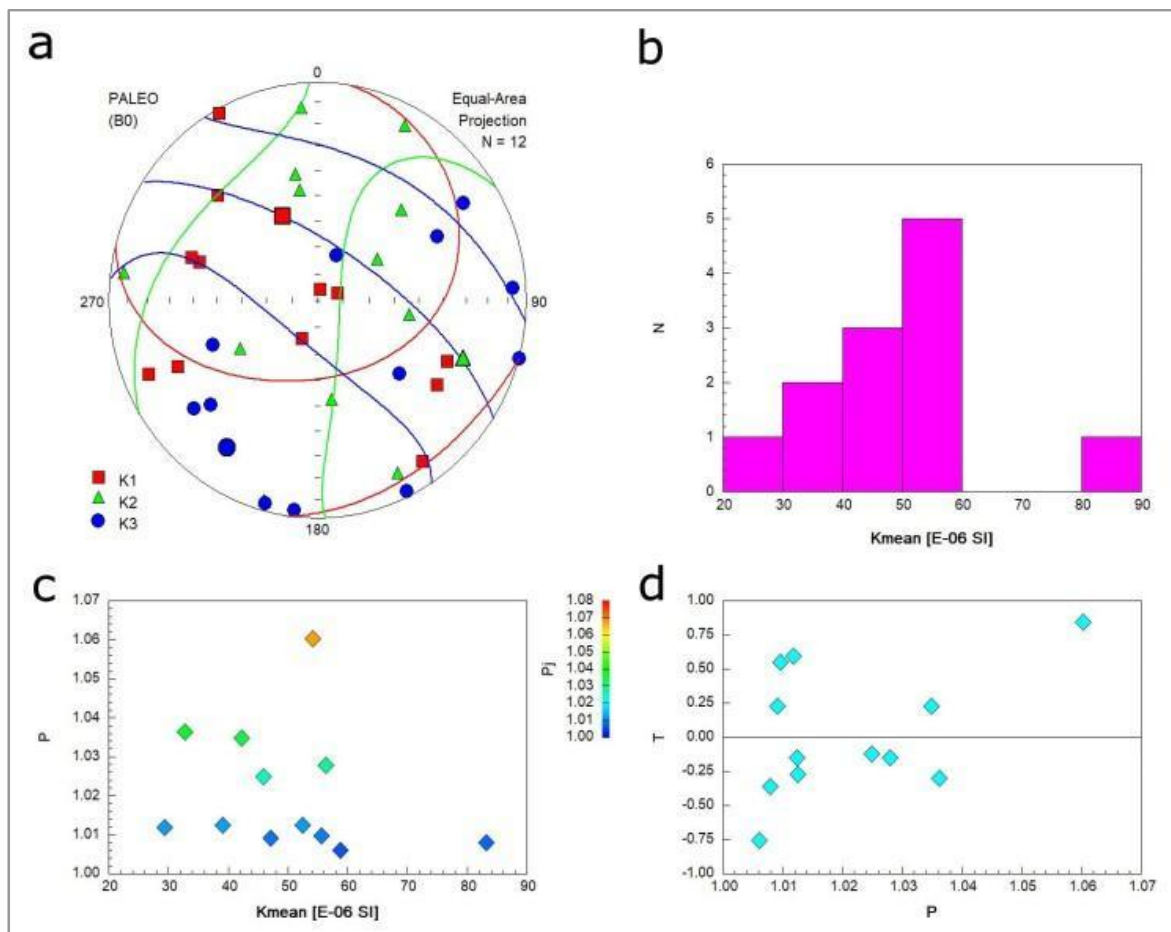 a
0
PALEO
(B0)
Equal-Area
Projection
N = 12
270
90
180
K1
K2
K3
b
6
5
4
3
2
1
0
N
20 30 40 50 60 70 80 90
Kmean [E-06 SI]
c
1.07
1.06
1.05
1.04
1.03
1.02
1.01
1.00
P
20 30 40 50 60 70 80 90
Kmean [E-06 SI]
Pj
1.08
1.07
1.06
1.05
1.04
1.03
1.02
1.01
1.00
d
1.00
0.75
0.50
0.25
0.00
-0.25
-0.50
-0.75
-1.00
T
1.00 1.01 1.02 1.03 1.04 1.05 1.06 1.07
P